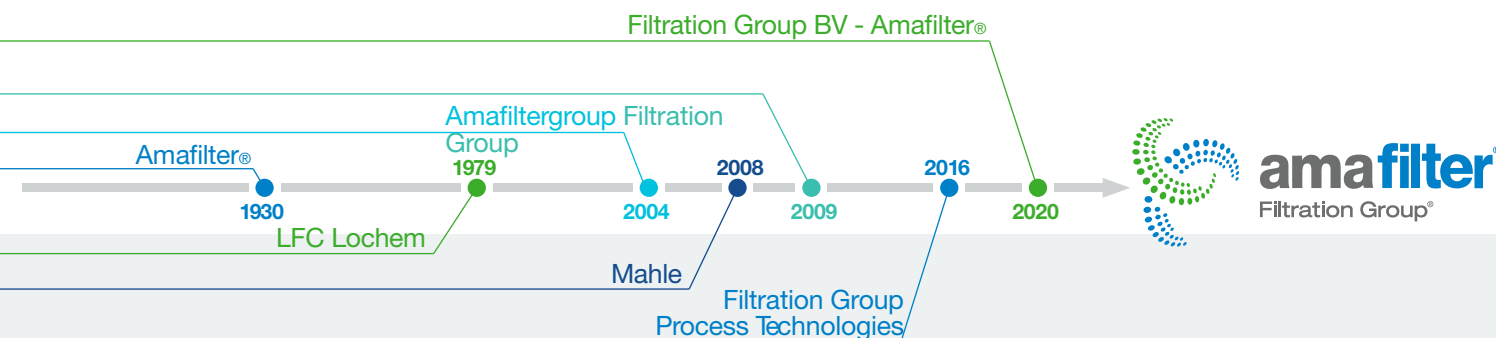 Filtration Group BV - Amafilter®
Amafiltergroup Filtration
Group
Amafilter®
1979
2008
2016
1930
2004
2009
2020
LFC Lochem
Mahle
Filtration Group
Process Technologies
amafilter®
Filtration Group®